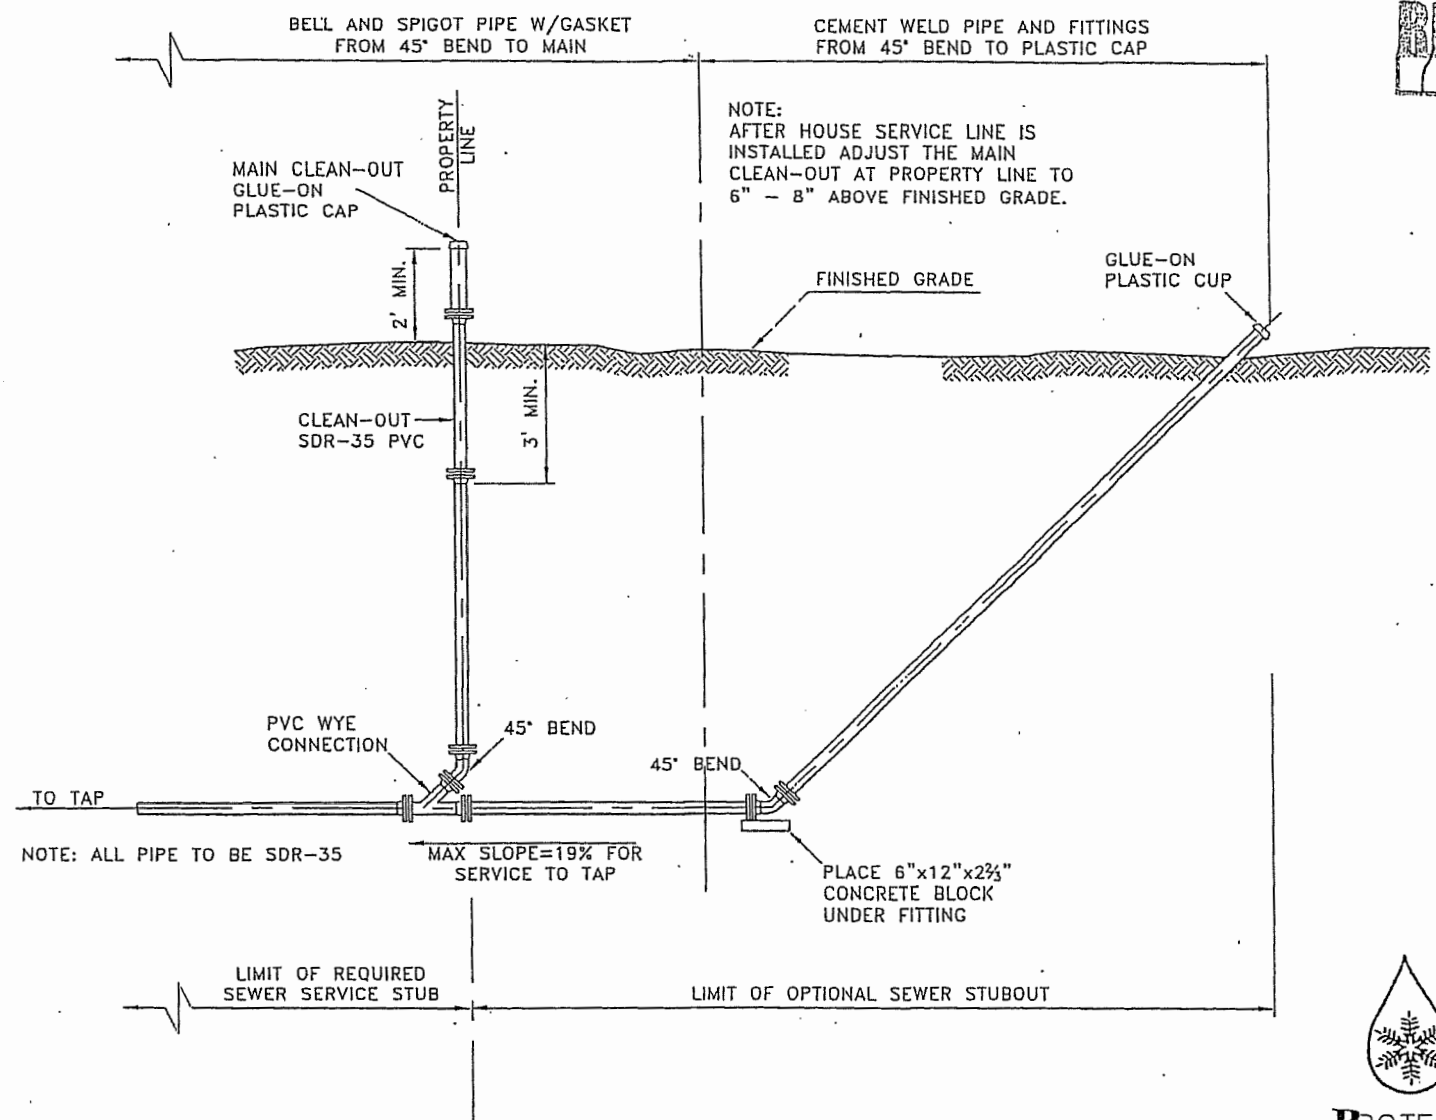 BELL AND SPIGOT PIPE W/GASKET
FROM 45° BEND TO MAIN
CEMENT WELD PIPE AND FITTINGS
FROM 45° BEND TO PLASTIC CAP
PROPERTY
LINE
NOTE:
AFTER HOUSE SERVICE LINE IS
INSTALLED ADJUST THE MAIN
CLEAN-OUT AT PROPERTY LINE TO
6" – 8" ABOVE FINISHED GRADE.
MAIN CLEAN-OUT
GLUE-ON
PLASTIC CAP
2' MIN.
FINISHED GRADE
GLUE-ON
PLASTIC CUP
CLEAN-OUT
SDR-35 PVC
3' MIN.
PVC WYE
CONNECTION
45° BEND
45° BEND
TO TAP
NOTE: ALL PIPE TO BE SDR-35
MAX SLOPE=19% FOR
SERVICE TO TAP
PLACE 6"x12"x2⅔"
CONCRETE BLOCK
UNDER FITTING
LIMIT OF REQUIRED
SEWER SERVICE STUB
LIMIT OF OPTIONAL SEWER STUBOUT